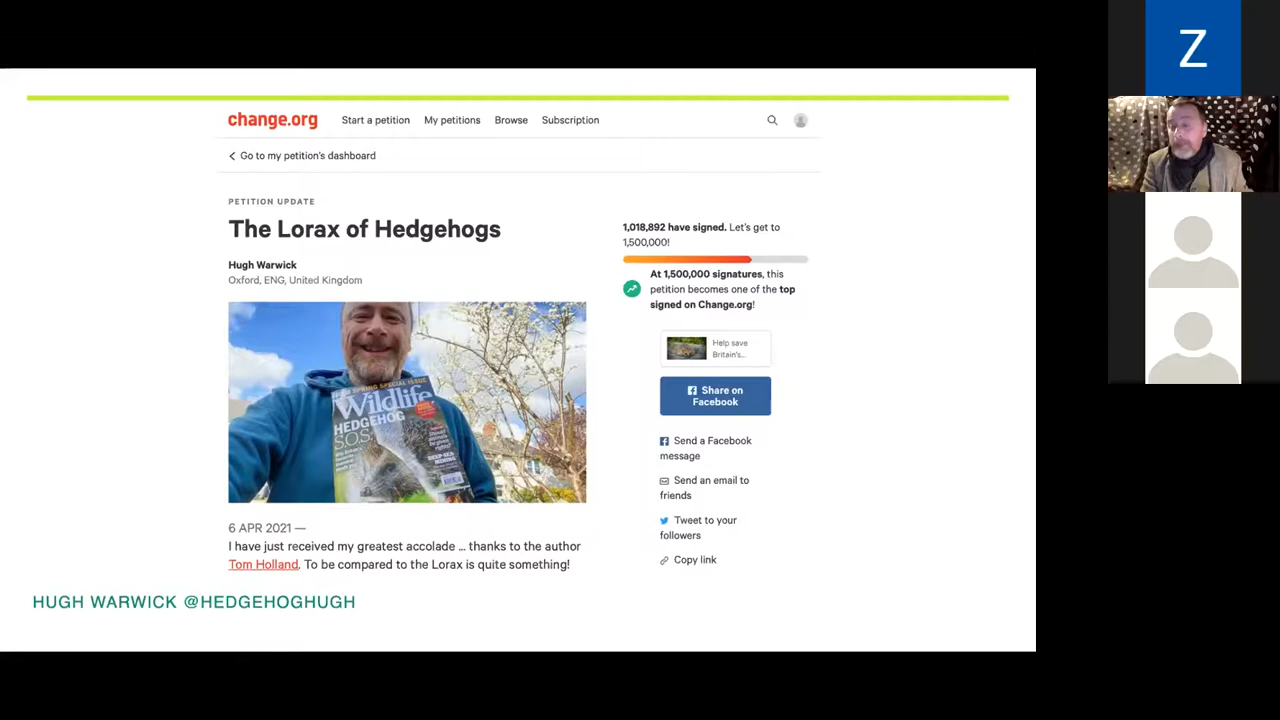 Z
change.org
Start a petition
My petitions
Browse
Subscription
Go to my petition's dashboard
PETITION UPDATE
The Lorax of Hedgehogs
Hugh Warwick
Oxford, ENG, United Kingdom
SPRING SPECIAL ISSUE
Wildlife
HEDGEHOG
S.O.S.
6 APR 2021 —
I have just received my greatest accolade ... thanks to the author
Tom Holland. To be compared to the Lorax is quite something!
1,018,892 have signed. Let's get to
1,500,000!
At 1,500,000 signatures, this
petition becomes one of the top
signed on Change.org!
Help save
Britain's...
Share on
Facebook
Send a Facebook
message
Send an email to
friends
Tweet to your
followers
Copy link
HUGH WARWICK @HEDGEHOGHUGH